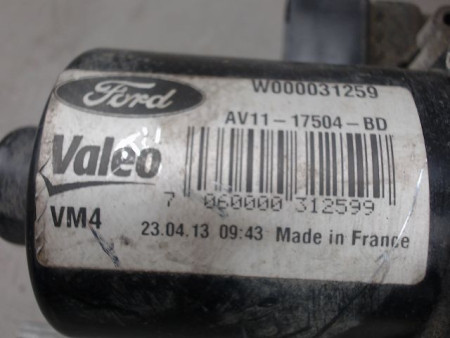 Ford
W000031259
AV11-17504-BD
Valeo
7 060000 312599
VM4
23.04.13 09:43 Made in France